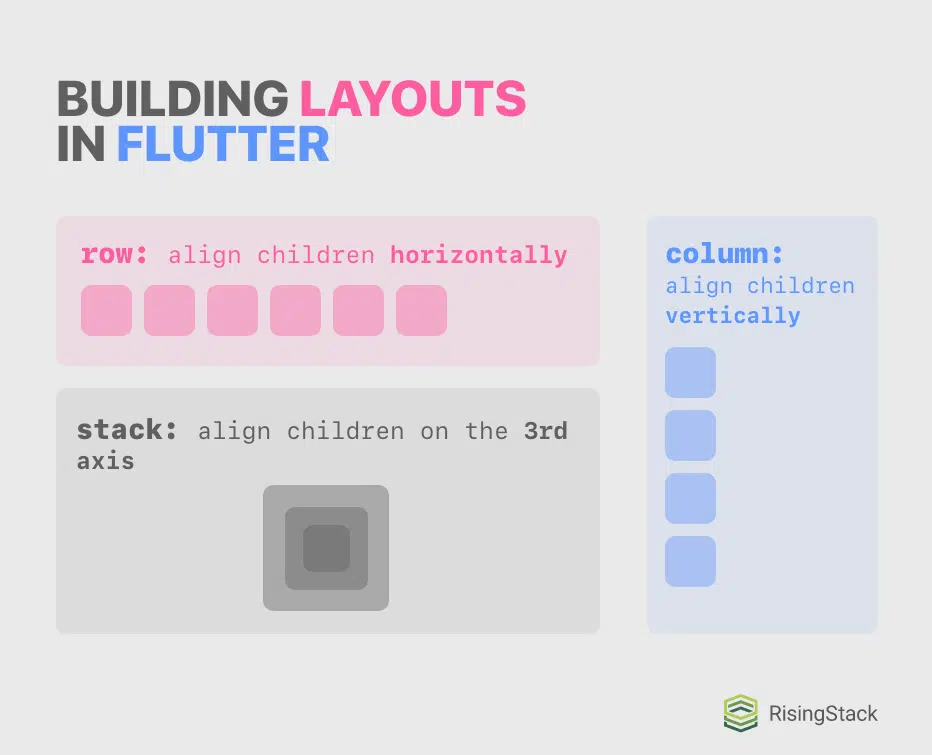 BUILDING LAYOUTS
IN FLUTTER
row: align children horizontally
stack: align children on the 3rd
axis
column:
align children
vertically
RisingStack